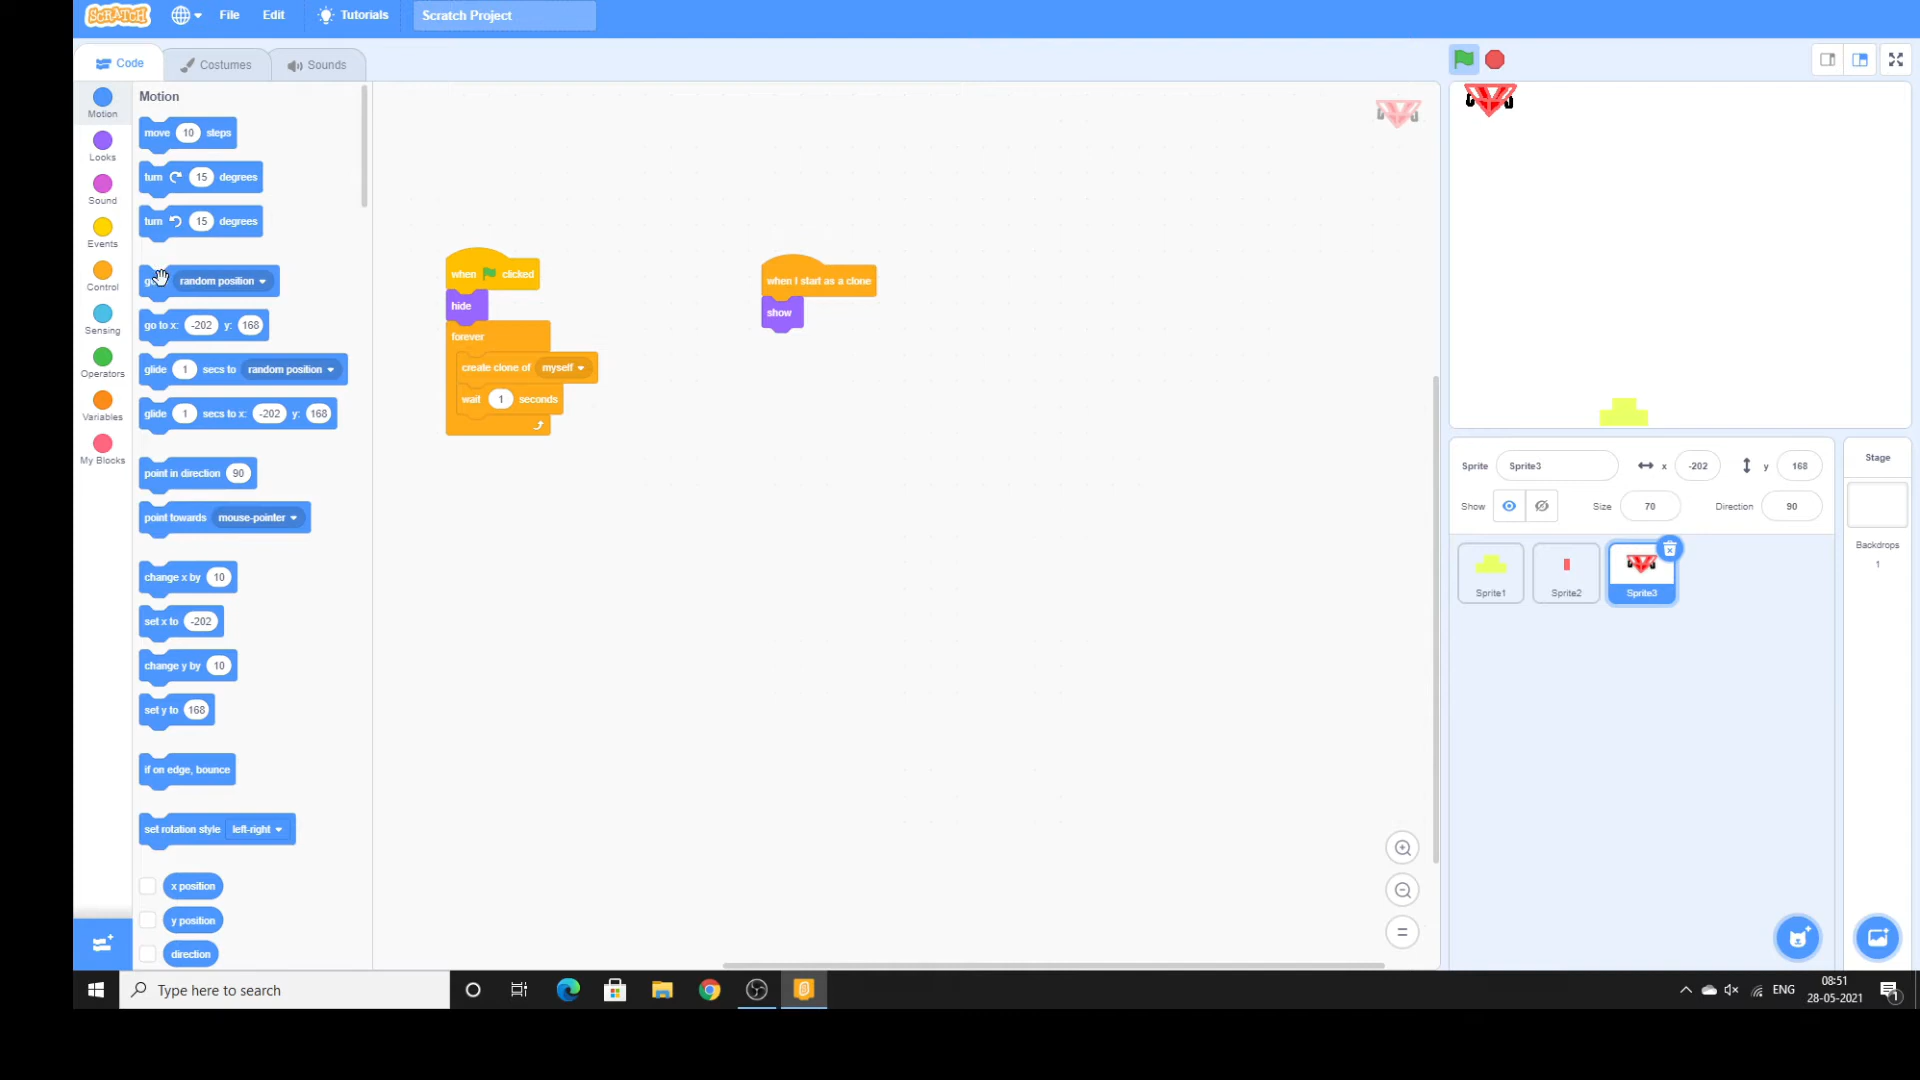 SCRATCH File Edit Tutorials Scratch Project
Code Costumes Sounds
Motion
Looks
Sound
Events
Control
Sensing
Operators
Variables
My Blocks
Motion
move 10 steps
turn 15 degrees
turn 15 degrees
random position
go to x: -202 y: 168
glide 1 secs to random position
glide 1 secs to x: -202 y: 168
point in direction 90
point towards mouse-pointer
change x by 10
set x to -202
change y by 10
set y to 168
if on edge, bounce
set rotation style left-right
x position
y position
direction
when clicked
hide
forever
create clone of myself
wait 1 seconds
when I start as a clone
show
Sprite Sprite3 x -202 y 168
Show Size 70 Direction 90
Sprite1 Sprite2 Sprite3
Stage
Backdrops
1
Type here to search
ENG
08:51
28-05-2021
1